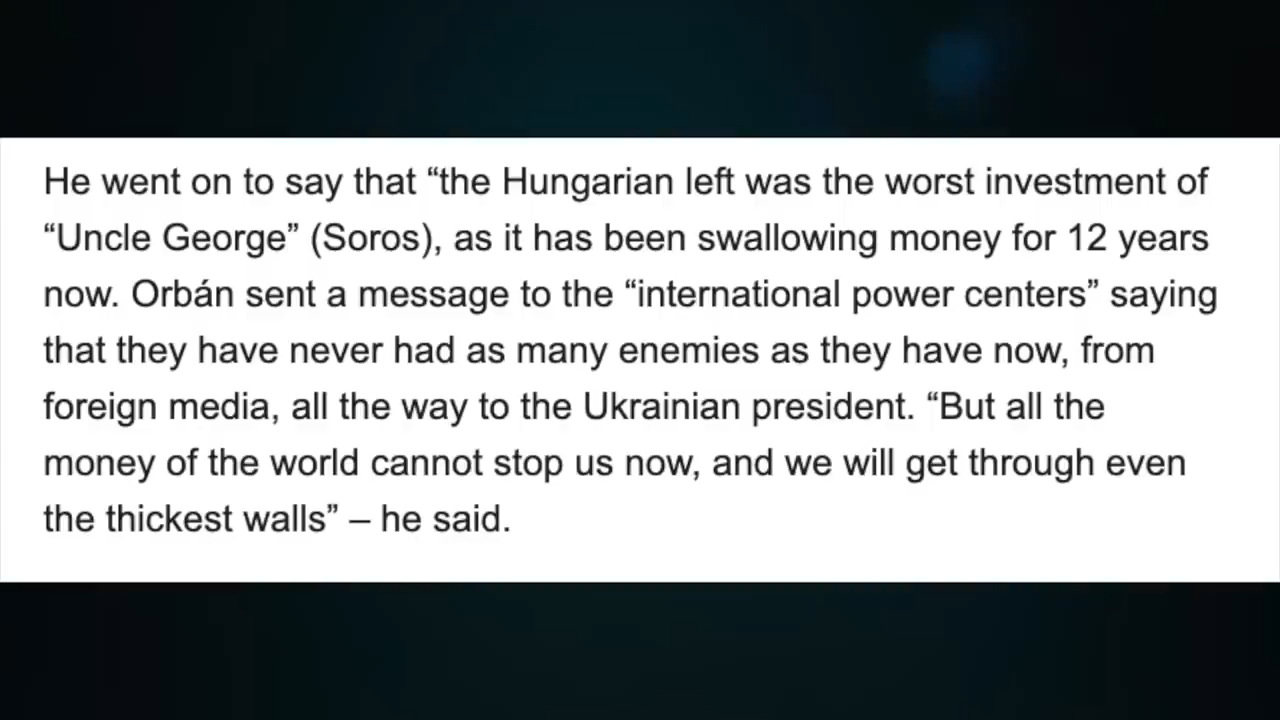 He went on to say that “the Hungarian left was the worst investment of
“Uncle George” (Soros), as it has been swallowing money for 12 years
now. Orbán sent a message to the “international power centers” saying
that they have never had as many enemies as they have now, from
foreign media, all the way to the Ukrainian president. “But all the
money of the world cannot stop us now, and we will get through even
the thickest walls” – he said.